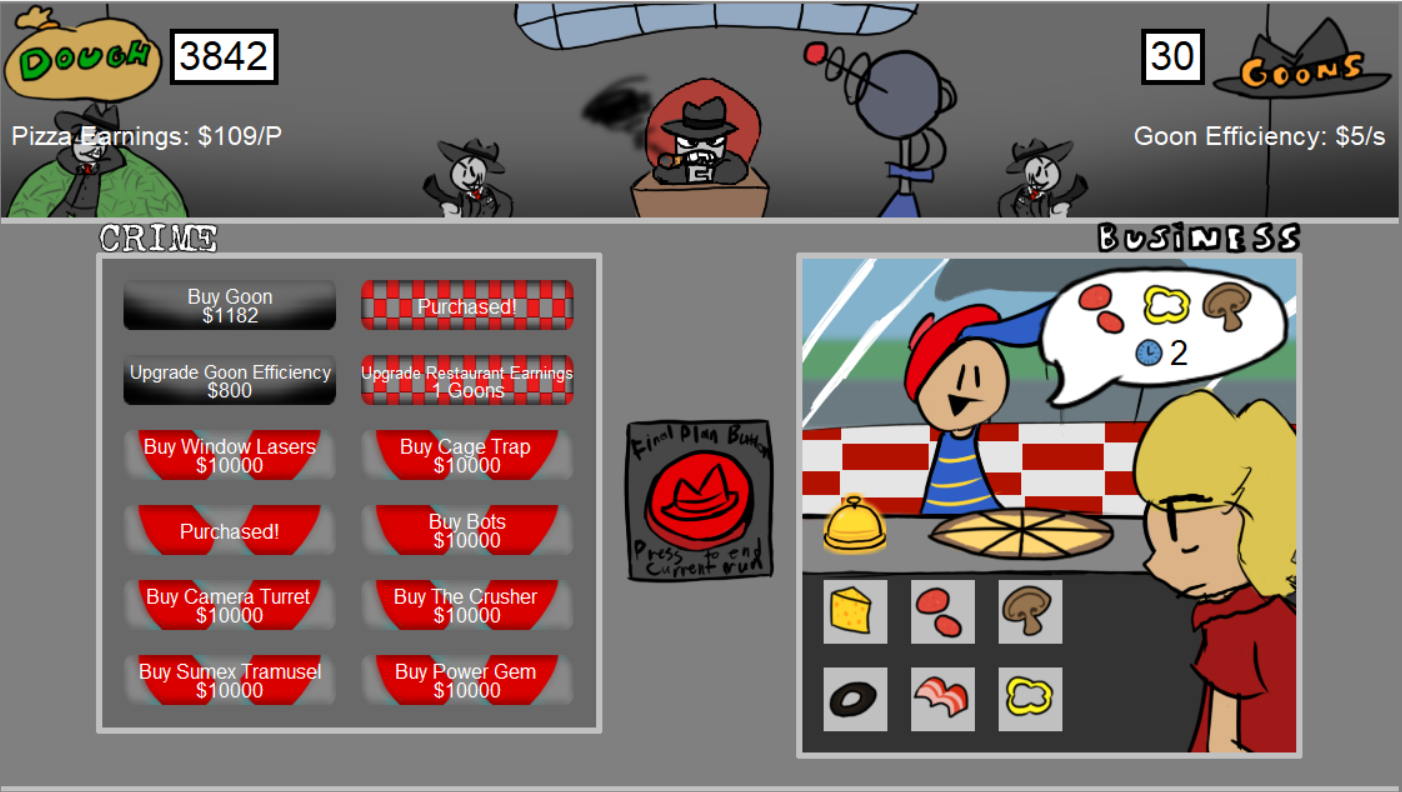 DOUGH
3842
30
GOONS
Pizza Earnings: $109/P
Goon Efficiency: $5/s
CRIME
BUSiNESS
Buy Goon
$1182
Purchased!
Upgrade Goon Efficiency
$800
Upgrade Restaurant Earnings
1 Goons
Buy Window Lasers
$10000
Buy Cage Trap
$10000
Purchased!
Buy Bots
$10000
Buy Camera Turret
$10000
Buy The Crusher
$10000
Buy Sumex Tramusel
$10000
Buy Power Gem
$10000
Final Plan Button
Press to end
Current run
2